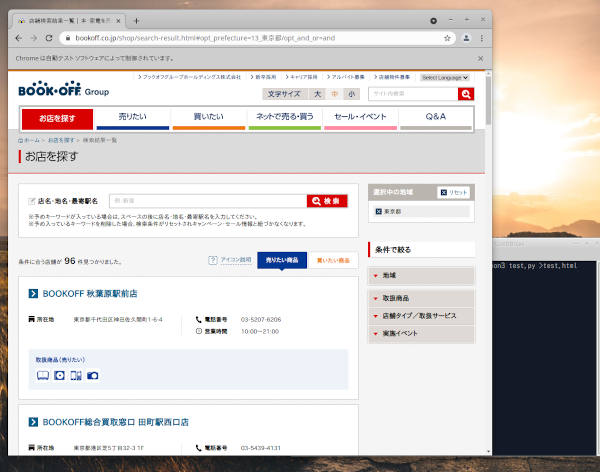 店舗検索結果一覧 | 本・家電を売
bookoff.co.jp/shop/search-result.html#opt_prefecture=13_東京都/opt_and_or=and
Chrome は自動テスト ソフトウェアによって制御されています。
ブックオフグループホールディングス株式会社 新卒採用 キャリア採用 アルバイト募集 店舗物件募集 Select Language
BOOK·OFF Group
文字サイズ 大 中 小 サイト内検索
お店を探す 売りたい 買いたい ネットで売る・買う セール・イベント Q&A
ホーム > お店を探す > 検索結果一覧
お店を探す
店名・地名・最寄駅名 例:新宿 検索
※予めキーワードが入っている場合は、スペースの後に店名・地名・最寄駅名を入力してください。
※予め入っているキーワードを削除した場合、検索条件がリセットされキャンペーン・セール情報と紐づかなくなります。
選択中の地域 リセット
東京都
条件に合う店舗が 96 件見つかりました。 アイコン説明 売りたい商品 買いたい商品
条件で絞る
地域
取扱商品
店舗タイプ/取扱サービス
実施イベント
BOOKOFF 秋葉原駅前店
所在地 東京都千代田区神田佐久間町1-6-4 電話番号 03-5207-6206
営業時間 10:00~21:00
取扱商品(売りたい)
BOOKOFF総合買取窓口 田町駅西口店
所在地 東京都港区芝5丁目32-3 1F 電話番号 03-5439-4131
on3 test.py >test.html